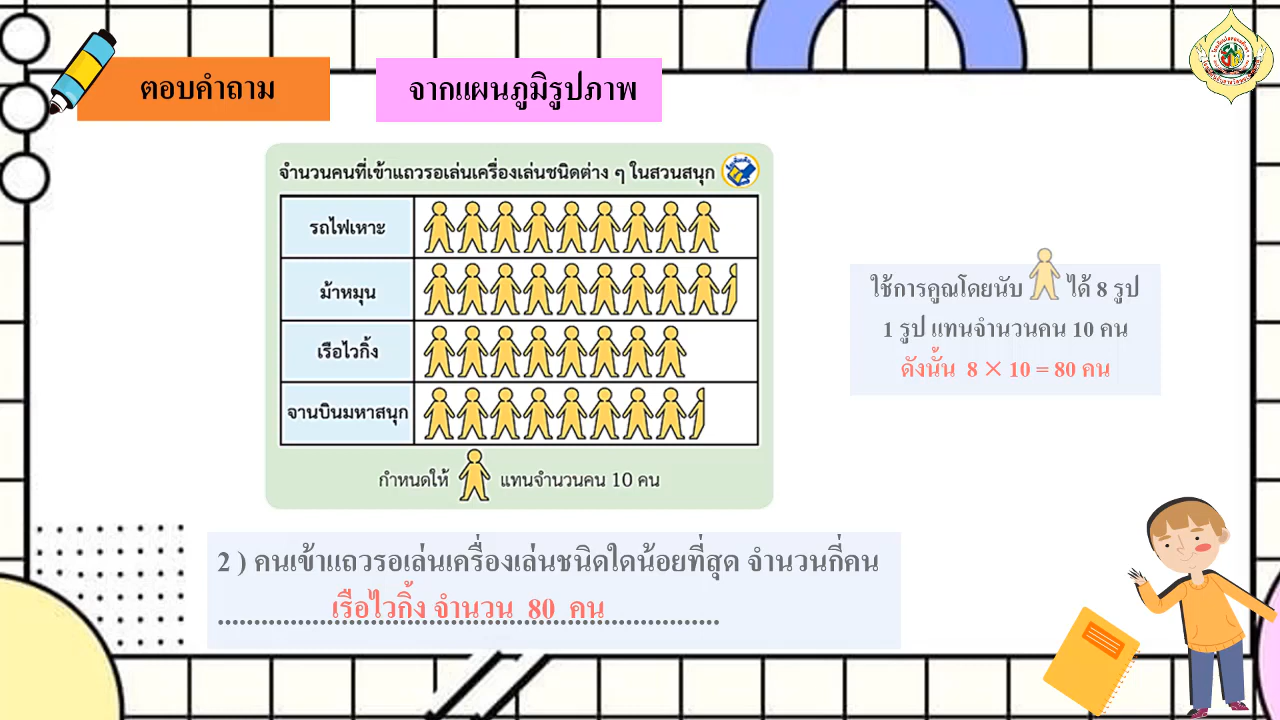 ตอบคำถาม
จากแผนภูมิรูปภาพ
จำนวนคนที่เข้าแถวรอเล่นเครื่องเล่นชนิดต่าง ๆ ในสวนสนุก
รถไฟเหาะ
ม้าหมุน
เรือไวกิ้ง
จานบินมหาสนุก
กำหนดให้ แทนจำนวนคน 10 คน
ใช้การคูณโดยนับ ได้ 8 รูป
1 รูป แทนจำนวนคน 10 คน
ดังนั้น 8 × 10 = 80 คน
2 ) คนเข้าแถวรอเล่นเครื่องเล่นชนิดใดน้อยที่สุด จำนวนกี่คน
เรือไวกิ้ง จำนวน 80 คน